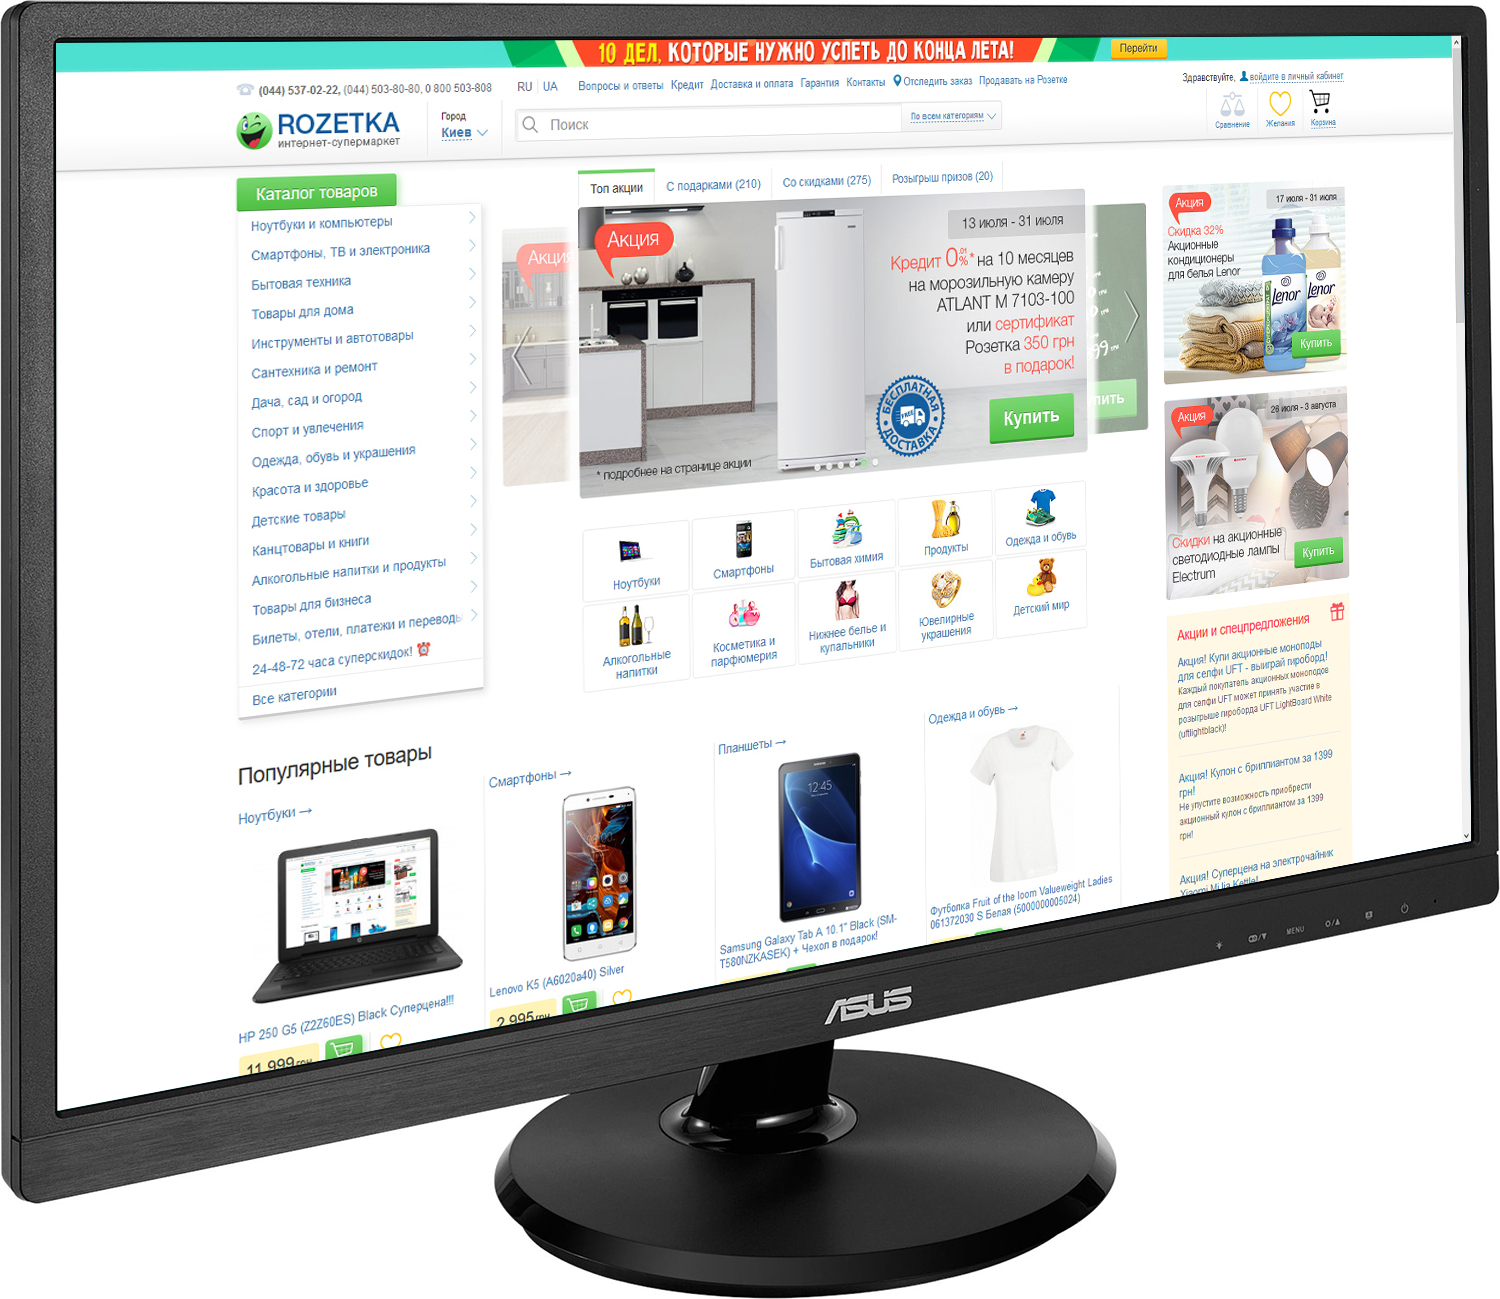 10 ДЕЛ, КОТОРЫЕ НУЖНО УСПЕТЬ ДО КОНЦА ЛЕТА!
Перейти
(044) 537-02-22, (044) 503-80-80, 0 800 503-808
RU UA
Вопросы и ответы Кредит Доставка и оплата Гарантия Контакты Отследить заказ Продавать на Розетке
Здравствуйте, войдите в личный кабинет
ROZETKA
интернет-супермаркет
Город
Киев
Поиск
По всем категориям
Сравнение
Желания
Корзина
Каталог товаров
Ноутбуки и компьютеры
Смартфоны, ТВ и электроника
Бытовая техника
Товары для дома
Инструменты и автотовары
Сантехника и ремонт
Дача, сад и огород
Спорт и увлечения
Одежда, обувь и украшения
Красота и здоровье
Детские товары
Канцтовары и книги
Алкогольные напитки и продукты
Товары для бизнеса
Билеты, отели, платежи и переводы
24-48-72 часа суперскидок!
Все категории
Топ акции
С подарками (210)
Со скидками (275)
Розыгрыш призов (20)
Акция
Акция
13 июля - 31 июля
Кредит 0,01%* на 10 месяцев
на морозильную камеру
ATLANT M 7103-100
или сертификат
Розетка 350 грн
в подарок!
БЕСПЛАТНАЯ
FREE
ДОСТАВКА
Купить
* подробнее на странице акции
Ноутбуки
Смартфоны
Бытовая химия
Продукты
Одежда и обувь
Алкогольные
напитки
Косметика и
парфюмерия
Нижнее белье и
купальники
Ювелирные
украшения
Детский мир
Акция
17 июля - 31 июля
Скидка 32%
Акционные
кондиционеры
для белья Lenor
Lenor
Lenor
Купить
Акция
26 июля - 3 августа
Скидки на акционные
светодиодные лампы
Electrum
Купить
Акции и спецпредложения
Акция! Купи акционные моноподы
для селфи UFT - выиграй гироборд!
Каждый покупатель акционных моноподов
для селфи UFT может принять участие в
розыгрыше гироборда UFT LightBoard White
(uftlightblack)!
Акция! Кулон с бриллиантом за 1399
грн!
Не упустите возможность приобрести
акционный кулон с бриллиантом за 1399
грн!
Акция! Суперцена на электрочайник
Xiaomi MiJia Kettle!
Популярные товары
Ноутбуки →
HP 250 G5 (Z2Z60ES) Black Суперцена!!!
11 999 грн
Смартфоны →
Lenovo K5 (A6020a40) Silver
2 995 грн
Планшеты →
SAMSUNG
12:45
Samsung Galaxy Tab A 10.1" Black (SM-
T580NZKASEK) + Чехол в подарок!
Одежда и обувь →
Футболка Fruit of the loom Valueweight Ladies
061372030 S Белая (5000000005024)
MENU
ASUS